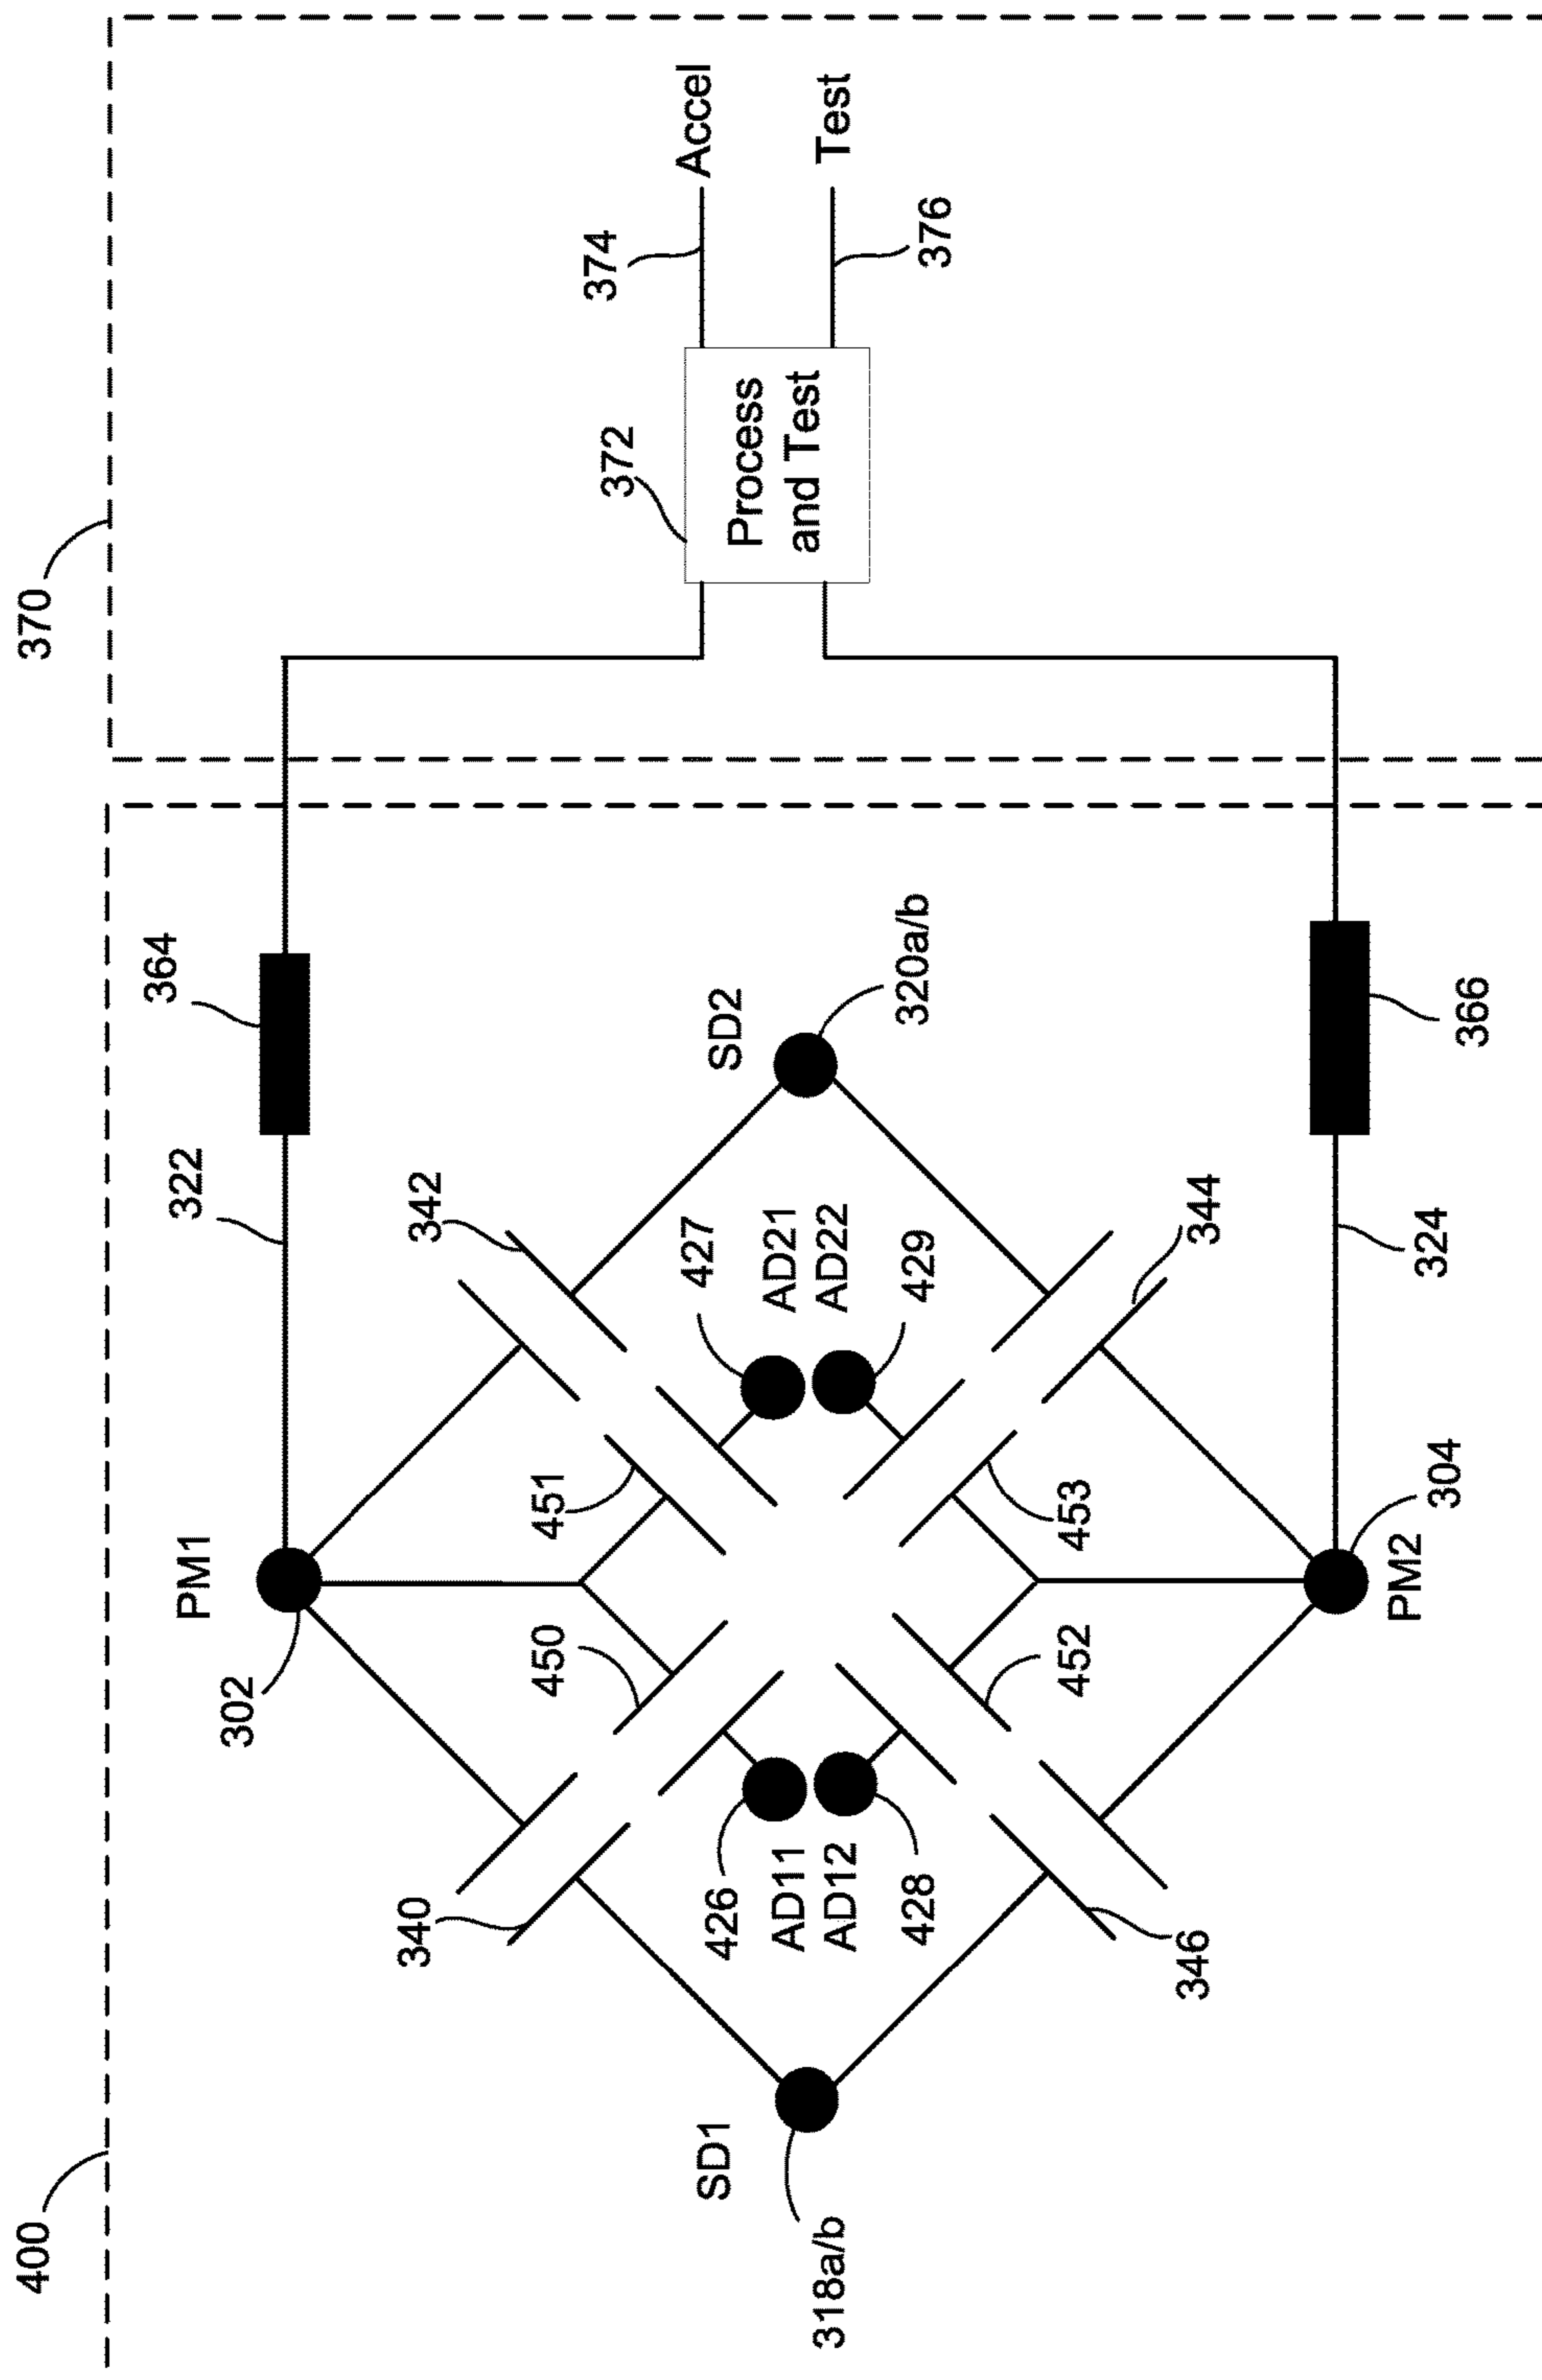 400
370
PM1
302
322
364
372
Process
and Test
374
Accel
376
Test
340
342
450
451
427
SD2
320a/b
AD21
AD22
429
SD1
318a/b
426
AD11
AD12
428
452
453
346
344
PM2
304
324
366